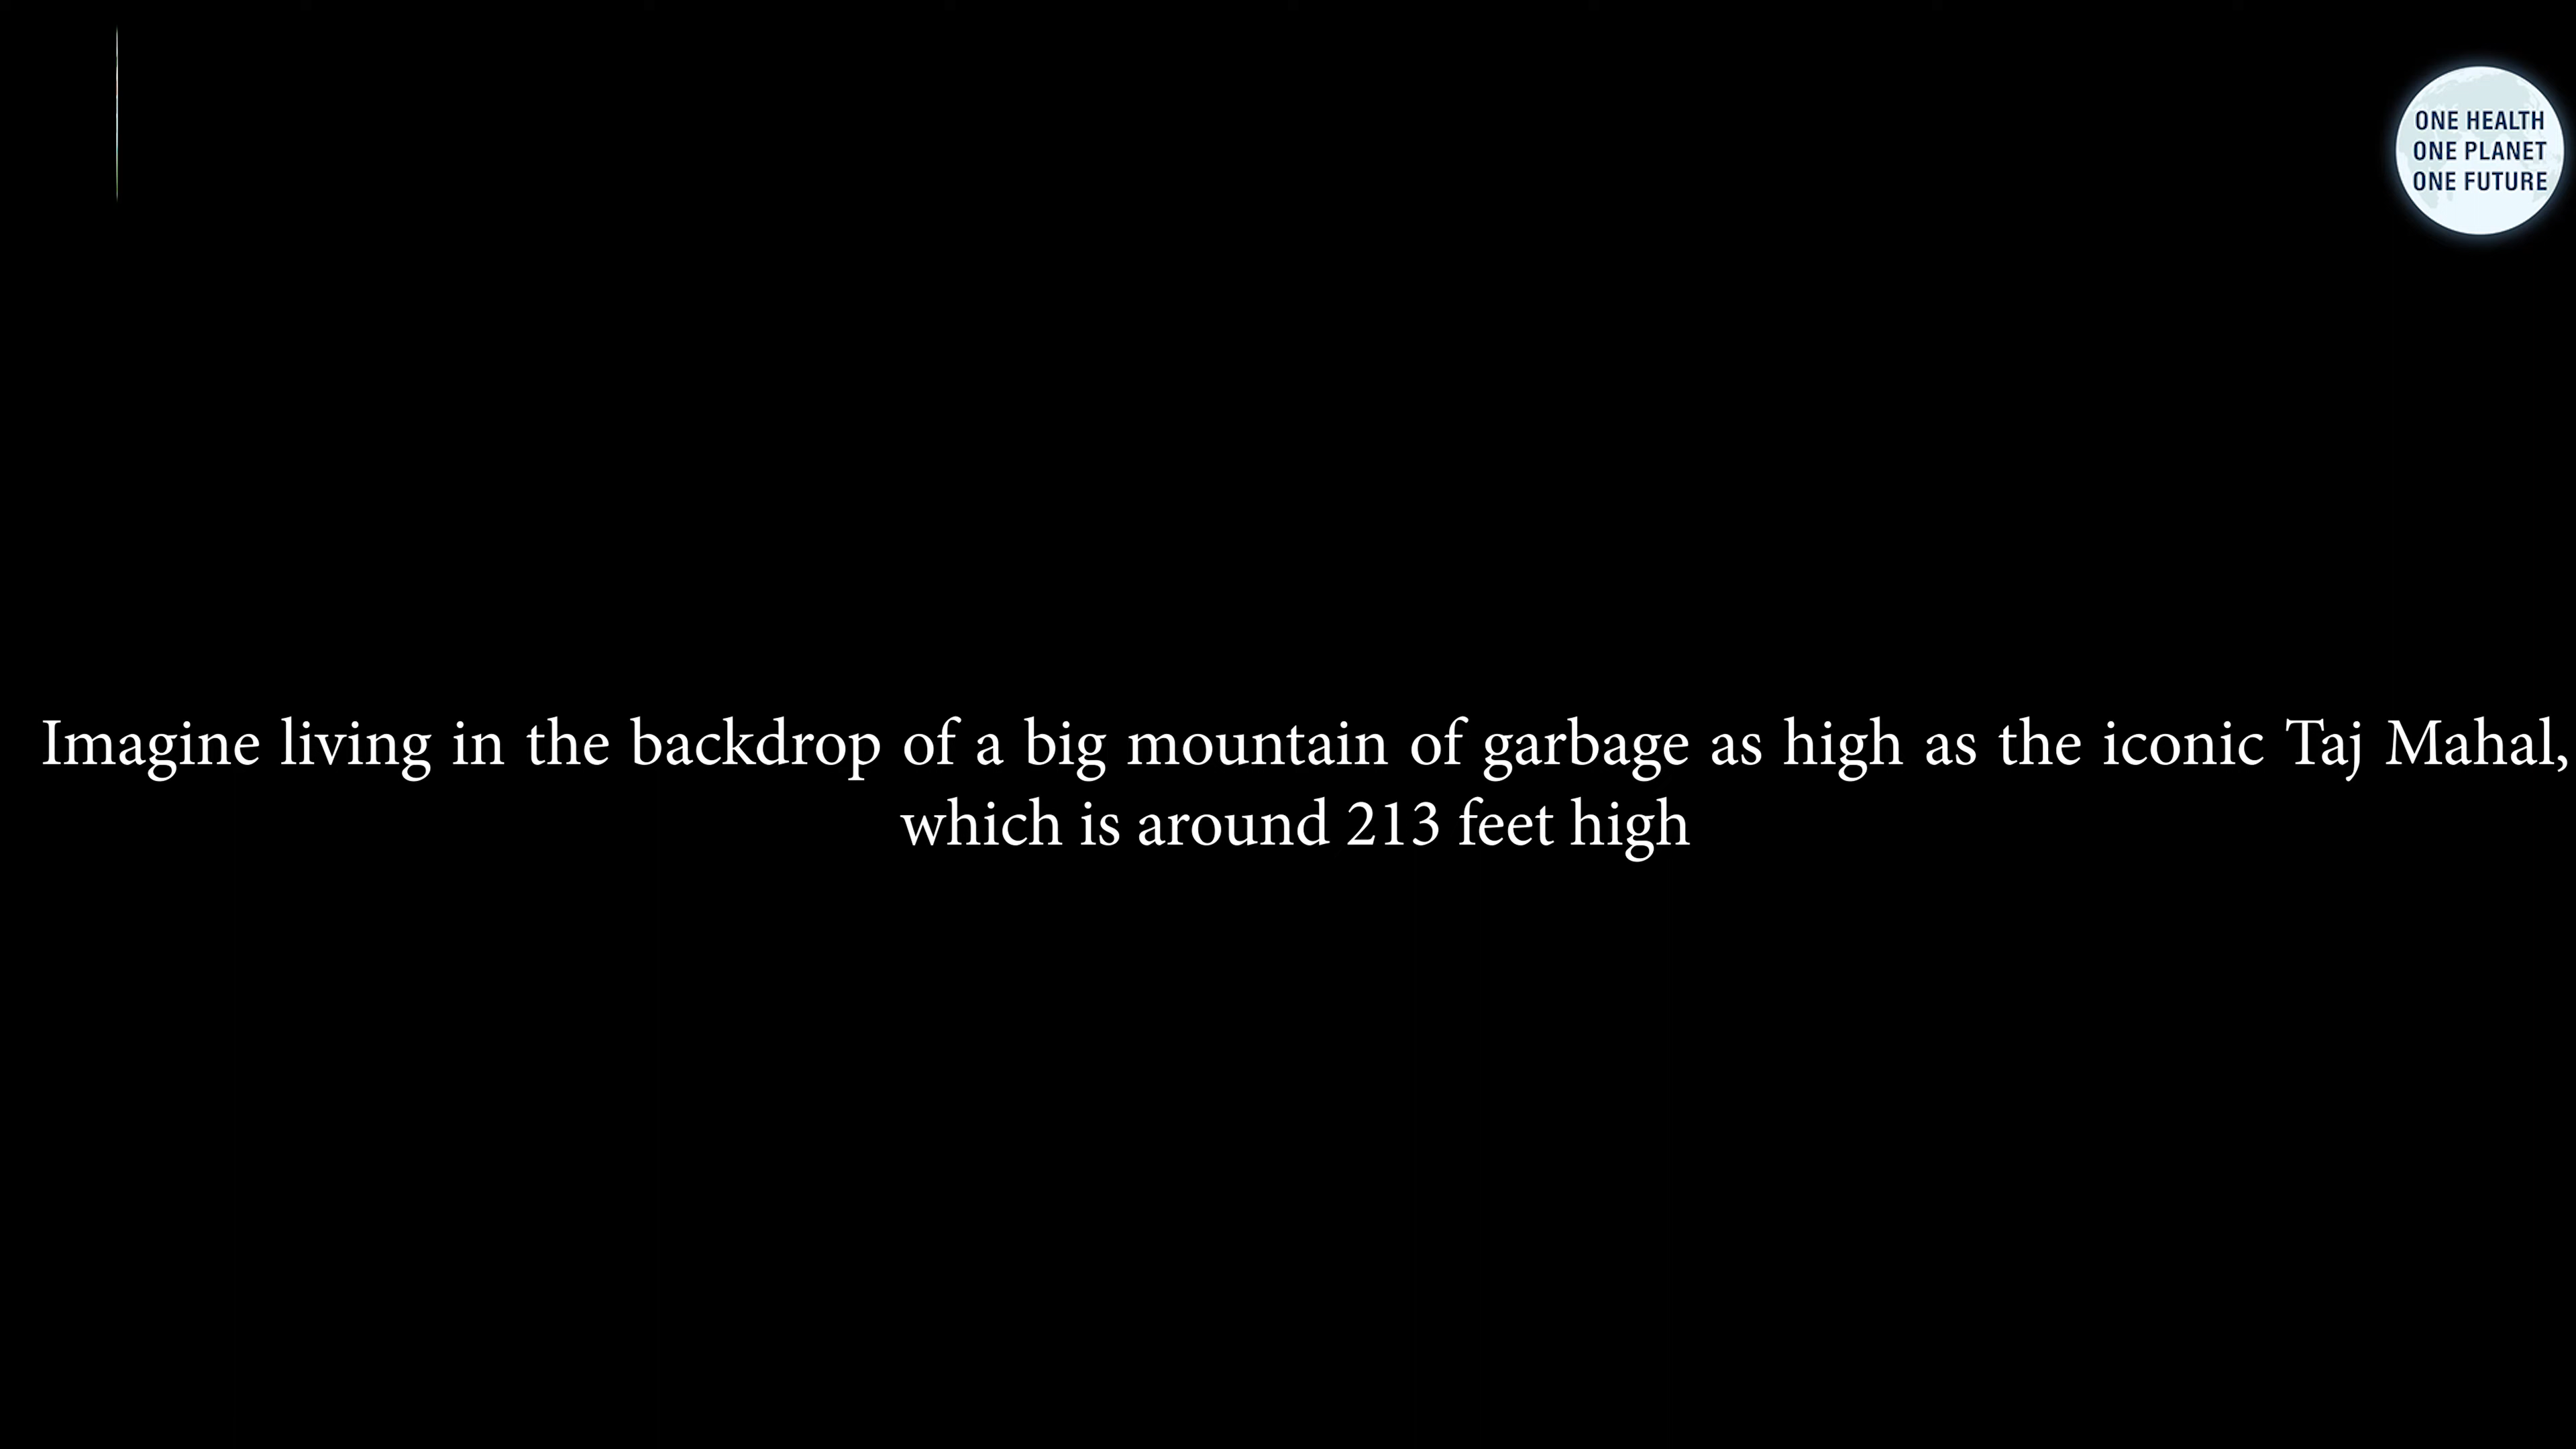 ONE HEALTH
ONE PLANET
ONE FUTURE
Imagine living in the backdrop of a big mountain of garbage as high as the iconic Taj Mahal,
which is around 213 feet high